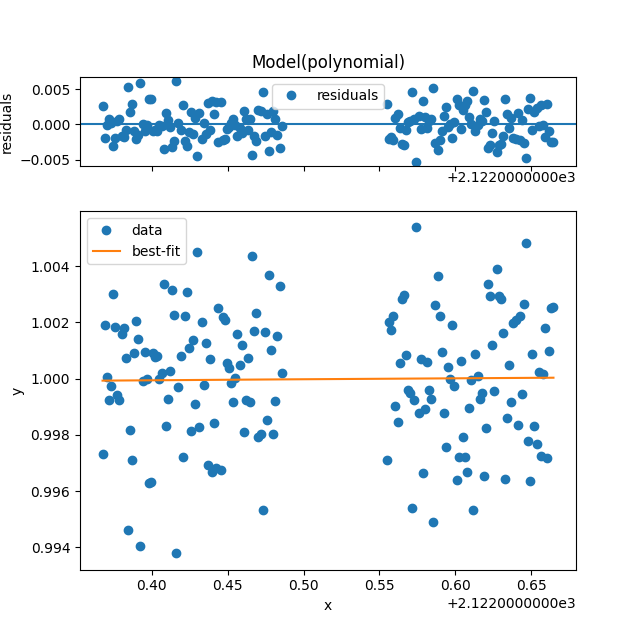 Model(polynomial)
0.005
0.000
−0.005
residuals
residuals
+2.1220000000e3
1.004
1.002
1.000
0.998
0.996
0.994
y
data
best-fit
0.40
0.45
0.50
0.55
0.60
0.65
x
+2.1220000000e3